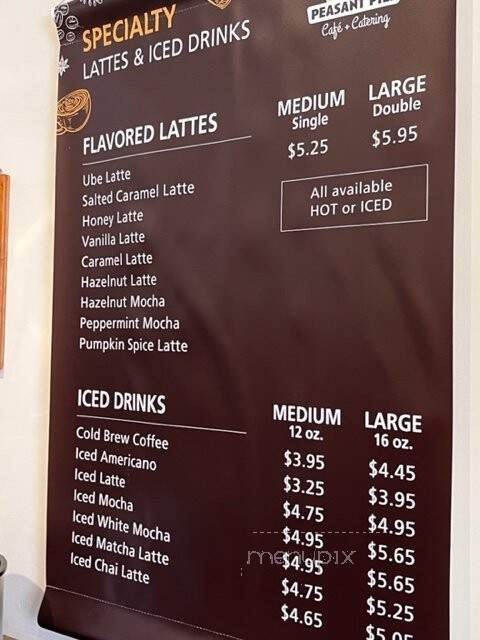 SPECIALTY
LATTES & ICED DRINKS
PEASANT PIES
Café + Catering
FLAVORED LATTES
MEDIUM LARGE
Single Double
$5.25 $5.95
All available
HOT or ICED
Ube Latte
Salted Caramel Latte
Honey Latte
Vanilla Latte
Caramel Latte
Hazelnut Latte
Hazelnut Mocha
Peppermint Mocha
Pumpkin Spice Latte
ICED DRINKS
MEDIUM LARGE
12 oz. 16 oz.
Cold Brew Coffee $3.95 $4.45
Iced Americano $3.25 $3.95
Iced Latte $4.75 $4.95
Iced Mocha $4.95 $5.65
Iced White Mocha $4.95 $5.65
Iced Matcha Latte $4.75 $5.25
Iced Chai Latte $4.65
menupix